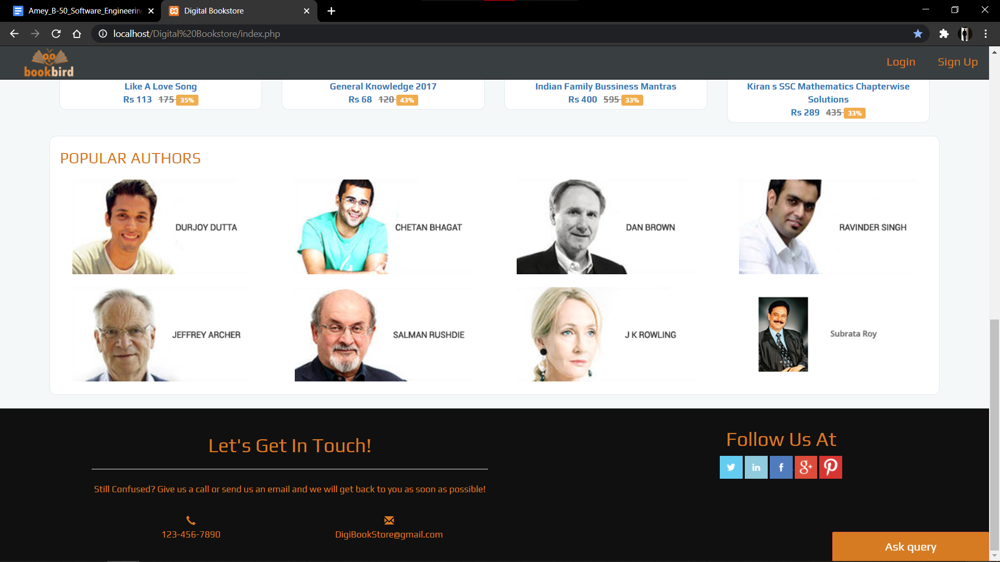 Amey_B-50_Software_Engineering
Digital Bookstore
localhost/Digital%20Bookstore/index.php
bookbird
Login
Sign Up
Like A Love Song
Rs 113 175 35%
General Knowledge 2017
Rs 68 120 43%
Indian Family Bussiness Mantras
Rs 400 595 33%
Kiran s SSC Mathematics Chapterwise
Solutions
Rs 289 435 33%
POPULAR AUTHORS
DURJOY DUTTA
CHETAN BHAGAT
DAN BROWN
RAVINDER SINGH
JEFFREY ARCHER
SALMAN RUSHDIE
J K ROWLING
Subrata Roy
Let's Get In Touch!
Still Confused? Give us a call or send us an email and we will get back to you as soon as possible!
123-456-7890
DigiBookStore@gmail.com
Follow Us At
in
f
g+
Ask query